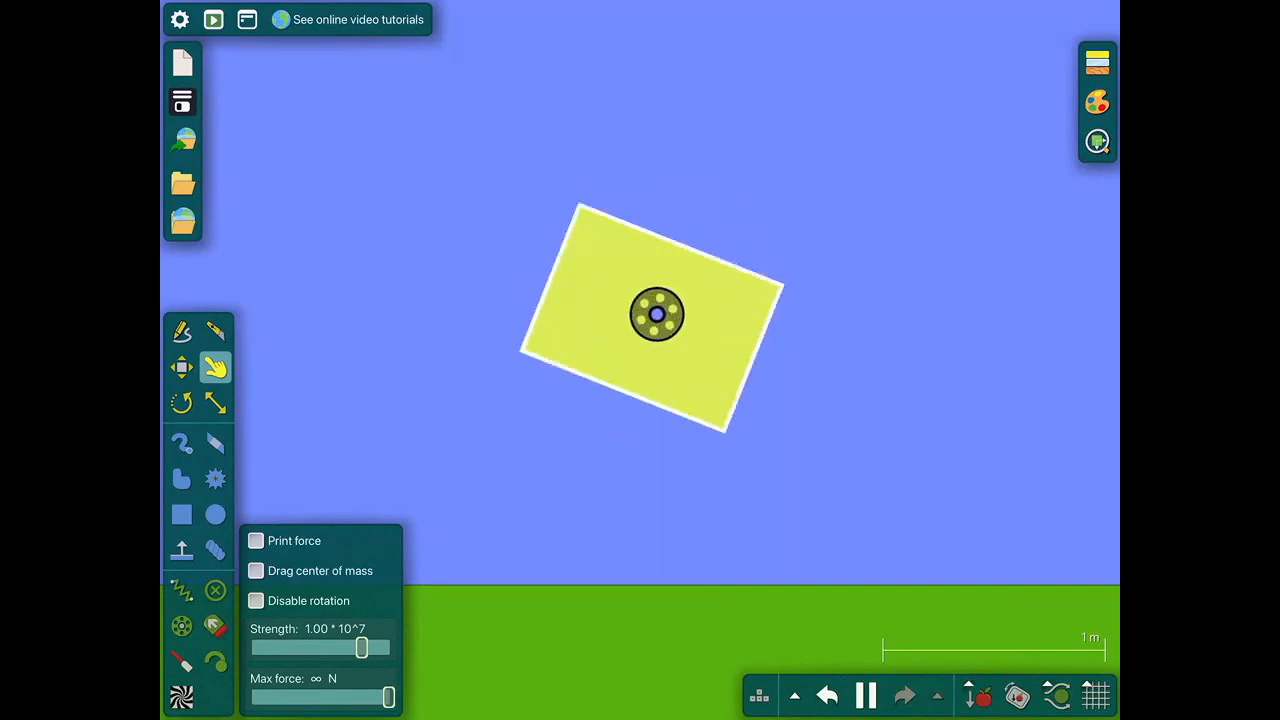 See online video tutorials
Print force
Drag center of mass
Disable rotation
Strength: 1.00 * 10^7
Max force: ∞ N
1 m